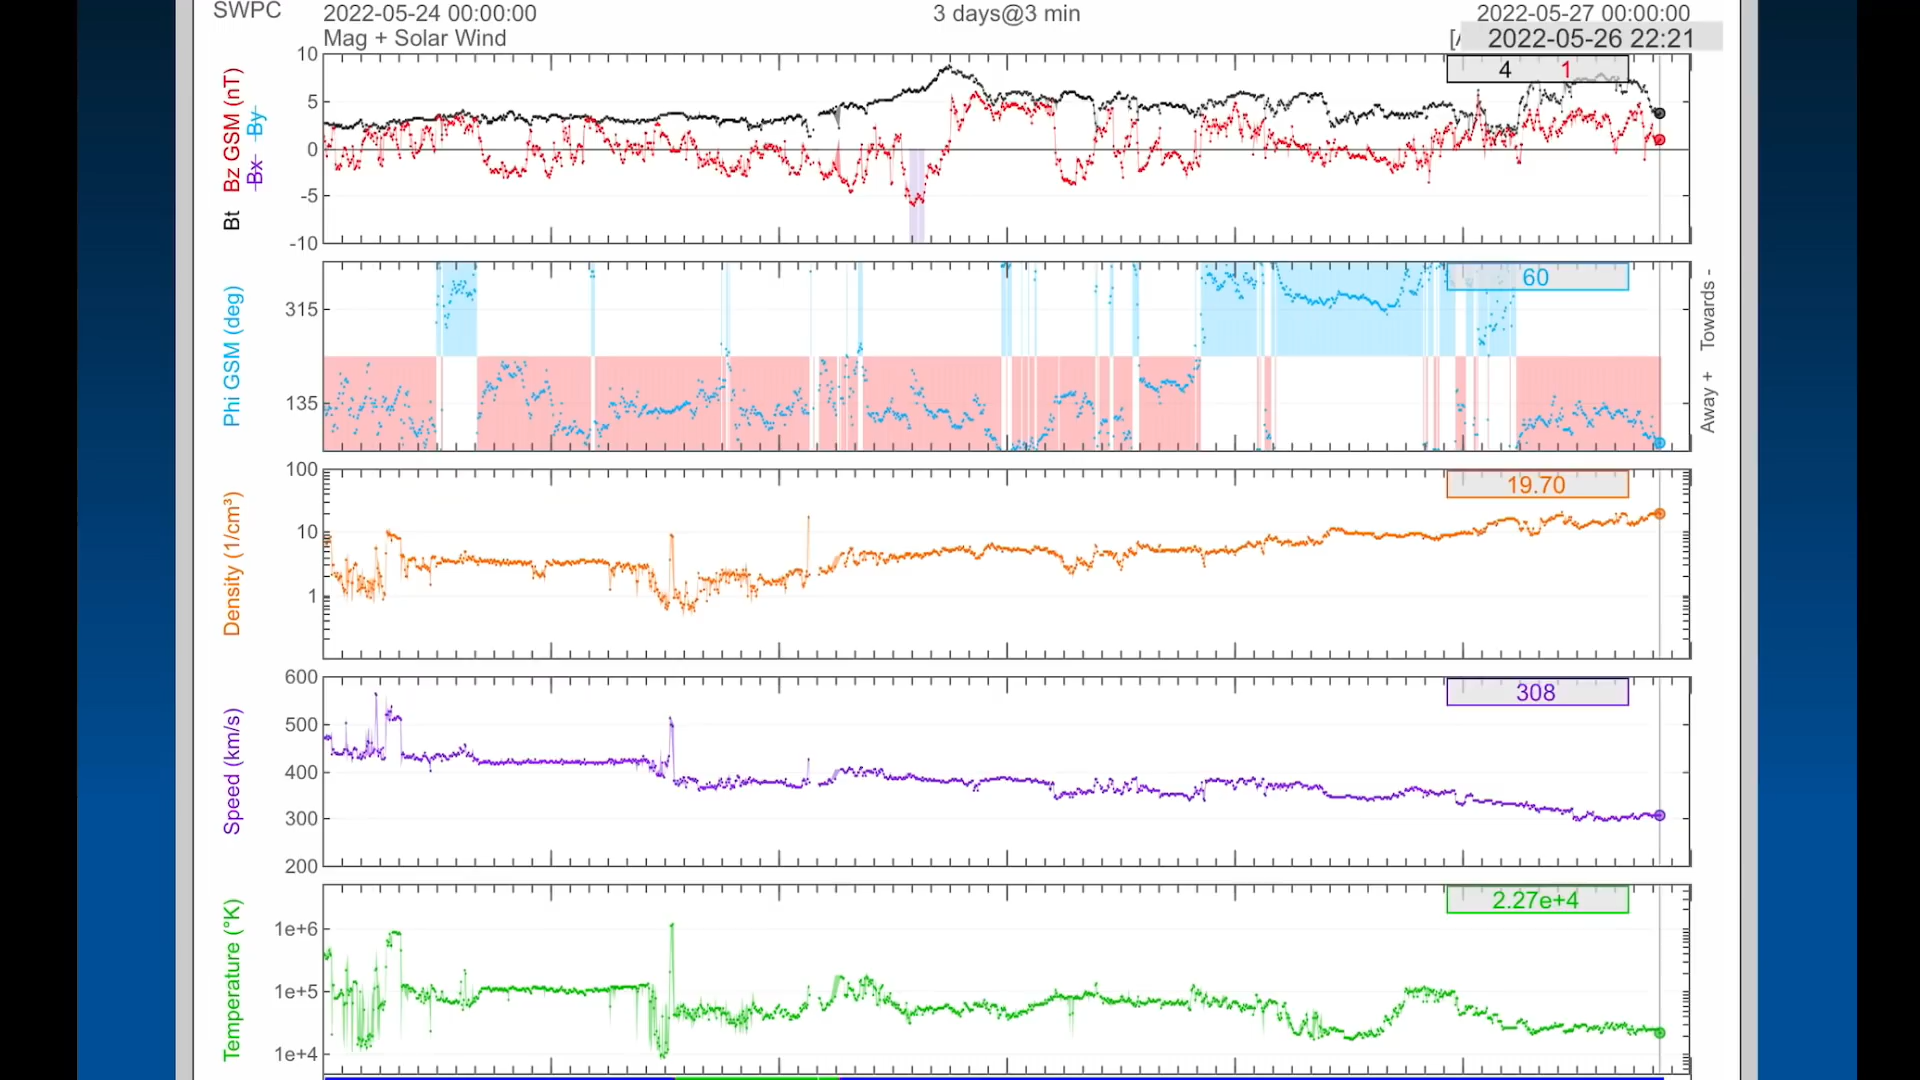 SWPC
2022-05-24 00:00:00
3 days@3 min
2022-05-27 00:00:00
Mag + Solar Wind
2022-05-26 22:21
Bt Bz GSM (nT)
Bx By
10
5
0
-5
-10
4 1
Phi GSM (deg)
315
135
60
Away + Towards -
Density (1/cm³)
100
10
1
19.70
Speed (km/s)
600
500
400
300
200
308
Temperature (°K)
1e+6
1e+5
1e+4
2.27e+4